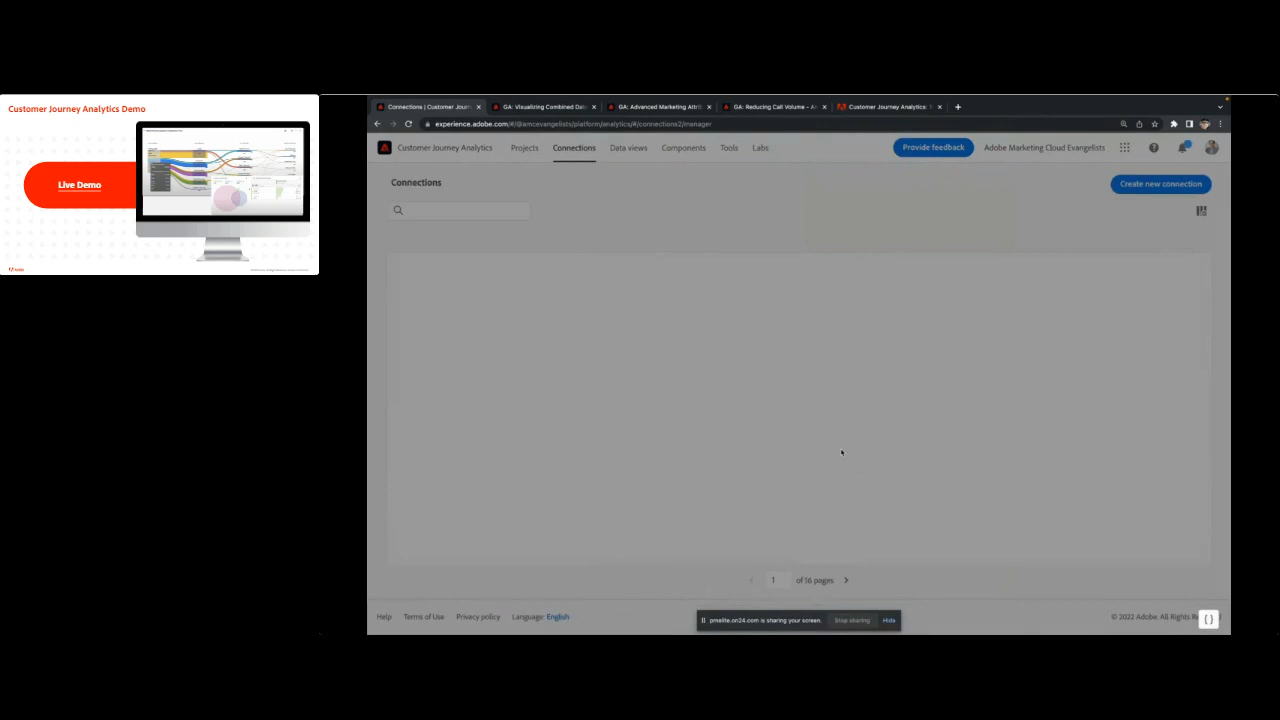 Customer Journey Analytics Demo
Live Demo
Adobe
Connections | Customer Journ
GA: Visualizing Combined Dat
GA: Advanced Marketing Attrib
GA: Reducing Call Volume - A
Customer Journey Analytics:
experience.adobe.com/#/@amcevangelists/platform/analytics/#/connections2/manager
Customer Journey Analytics
Projects
Connections
Data views
Components
Tools
Labs
Provide feedback
Adobe Marketing Cloud Evangelists
Connections
Create new connection
1 of 16 pages
Help
Terms of Use
Privacy policy
Language: English
pmelite.on24.com is sharing your screen.
Stop sharing
Hide
© 2022 Adobe. All Rights Re
{ }